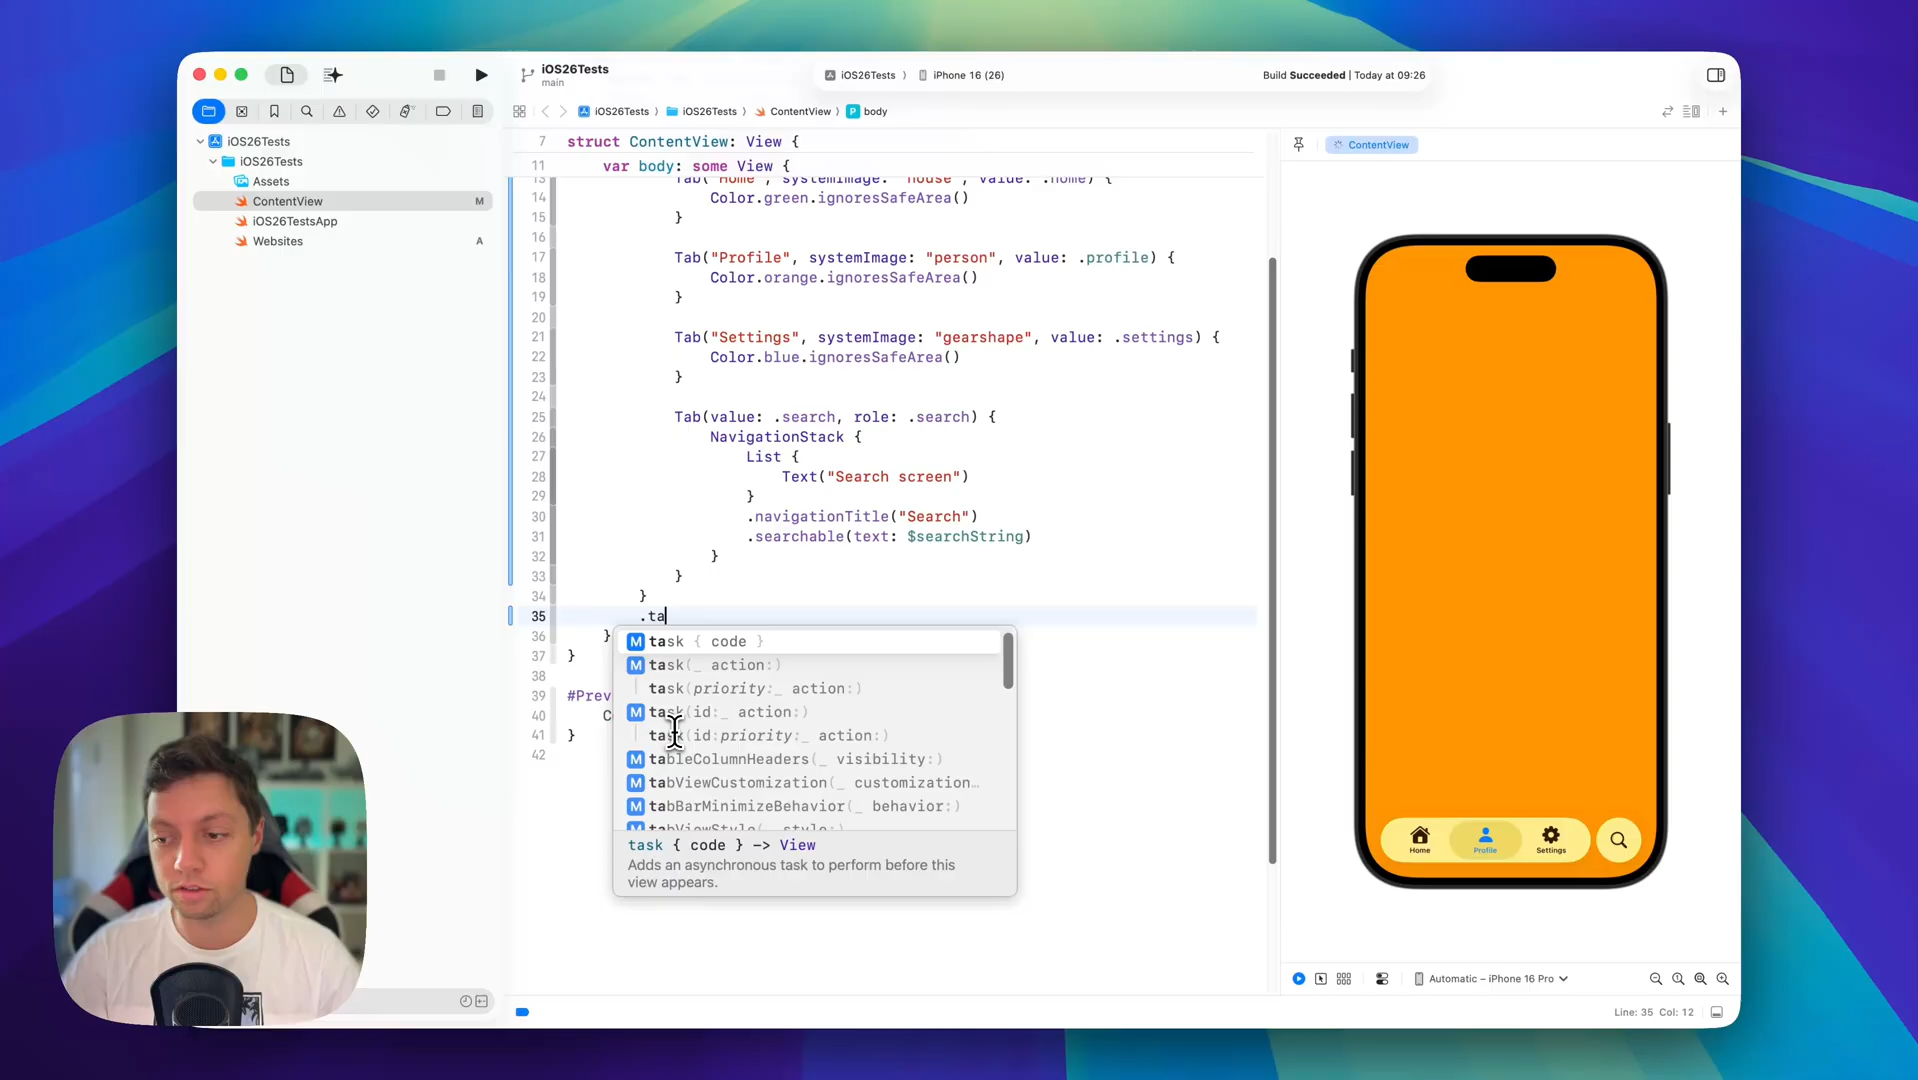 iOS26Tests
main
iOS26Tests
iPhone 16 (26)
Build Succeeded | Today at 09:26
iOS26Tests
iOS26Tests
ContentView
body
iOS26Tests
iOS26Tests
Assets
ContentView M
iOS26TestsApp
Websites A
ContentView
7 struct ContentView: View {
11 var body: some View {
13 Tab("Home", systemImage: "house", value: .home) {
14 Color.green.ignoresSafeArea()
15 }
16
17 Tab("Profile", systemImage: "person", value: .profile) {
18 Color.orange.ignoresSafeArea()
19 }
20
21 Tab("Settings", systemImage: "gearshape", value: .settings) {
22 Color.blue.ignoresSafeArea()
23 }
24
25 Tab(value: .search, role: .search) {
26 NavigationStack {
27 List {
28 Text("Search screen")
29 }
30 .navigationTitle("Search")
31 .searchable(text: $searchString)
32 }
33 }
34 }
35 .ta
36 }
37 }
38
39 #Prev
40 C
41 }
42
M task { code }
M task(_ action:)
task(priority:_ action:)
M task(id:_ action:)
task(id:priority:_ action:)
M tableColumnHeaders(_ visibility:)
M tabViewCustomization(_ customization…
M tabBarMinimizeBehavior(_ behavior:)
M tabViewStyle(_ style:)
task { code } -> View
Adds an asynchronous task to perform before this
view appears.
Home
Profile
Settings
Automatic – iPhone 16 Pro
Line: 35 Col: 12